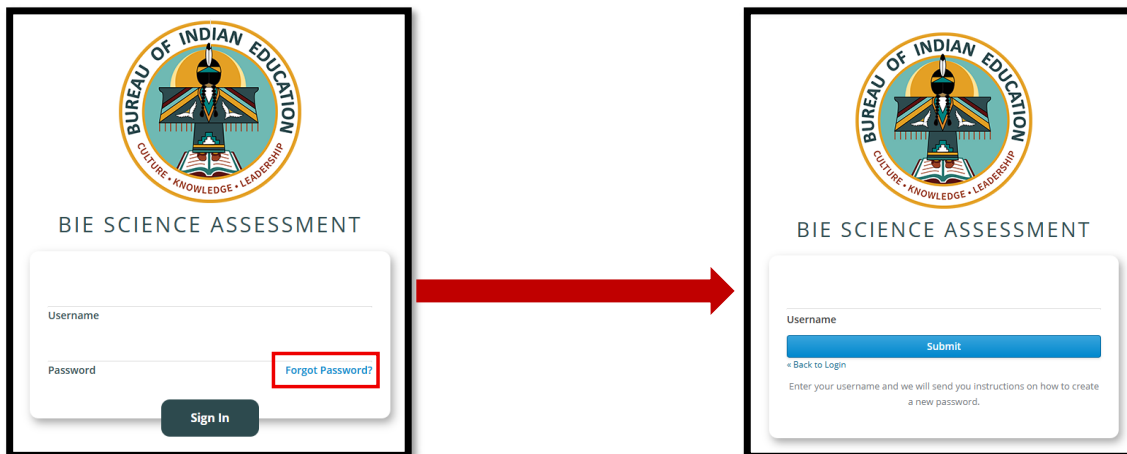 BUREAU OF INDIAN EDUCATION
CULTURE • KNOWLEDGE • LEADERSHIP
BIE SCIENCE ASSESSMENT
Username
Password
Forgot Password?
Sign In
BUREAU OF INDIAN EDUCATION
CULTURE • KNOWLEDGE • LEADERSHIP
BIE SCIENCE ASSESSMENT
Username
Submit
« Back to Login
Enter your username and we will send you instructions on how to create
a new password.